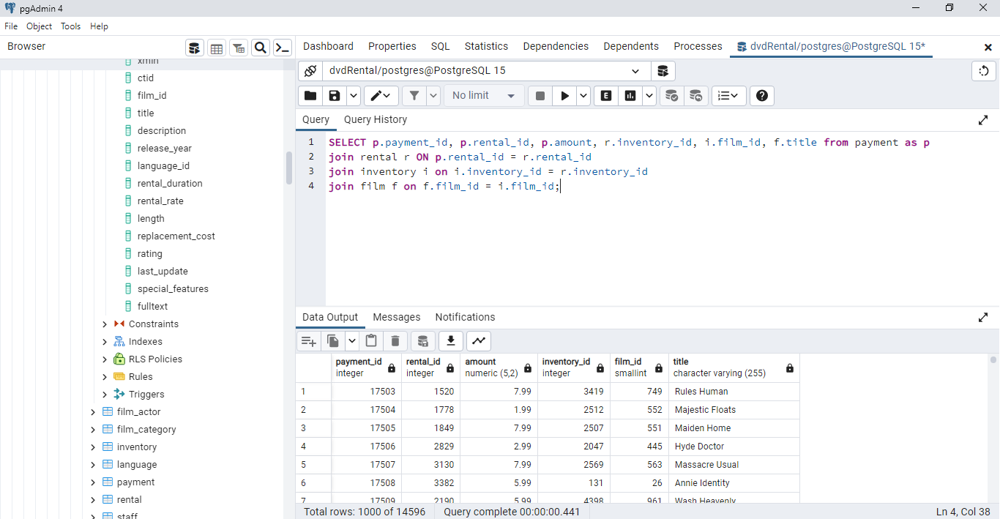 pgAdmin 4
File Object Tools Help
Browser
Dashboard Properties SQL Statistics Dependencies Dependents Processes dvdRental/postgres@PostgreSQL 15*
xmin
ctid
film_id
title
description
release_year
language_id
rental_duration
rental_rate
length
replacement_cost
rating
last_update
special_features
fulltext
Constraints
Indexes
RLS Policies
Rules
Triggers
film_actor
film_category
inventory
language
payment
rental
staff
dvdRental/postgres@PostgreSQL 15
No limit
E
Query Query History
1 SELECT p.payment_id, p.rental_id, p.amount, r.inventory_id, i.film_id, f.title from payment as p
2 join rental r ON p.rental_id = r.rental_id
3 join inventory i on i.inventory_id = r.inventory_id
4 join film f on f.film_id = i.film_id;
Data Output Messages Notifications
payment_id rental_id amount inventory_id film_id title
integer integer numeric (5,2) integer smallint character varying (255)
1 17503 1520 7.99 3419 749 Rules Human
2 17504 1778 1.99 2512 552 Majestic Floats
3 17505 1849 7.99 2507 551 Maiden Home
4 17506 2829 2.99 2047 445 Hyde Doctor
5 17507 3130 7.99 2569 563 Massacre Usual
6 17508 3382 5.99 131 26 Annie Identity
7 17509 2190 5.99 4398 961 Wash Heavenly
Total rows: 1000 of 14596 Query complete 00:00:00.441 Ln 4, Col 38